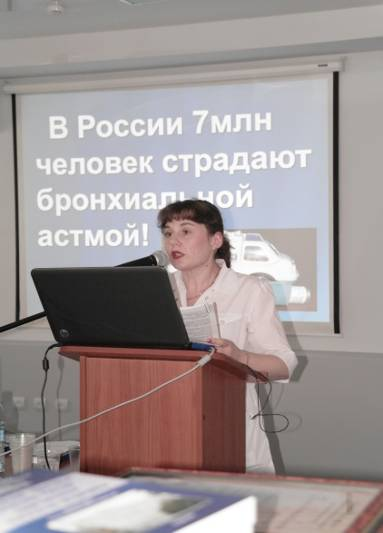 В России 7млн
человек страдают
бронхиальной
астмой!